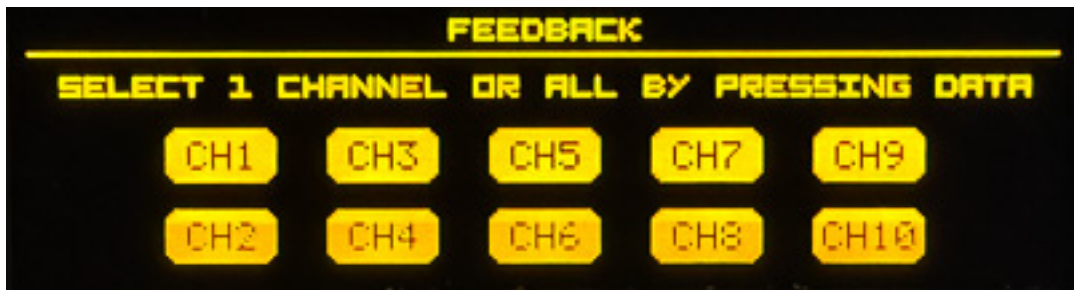 FEEDBACK
SELECT 1 CHANNEL OR ALL BY PRESSING DATA
CH1 CH3 CH5 CH7 CH9
CH2 CH4 CH6 CH8 CH10